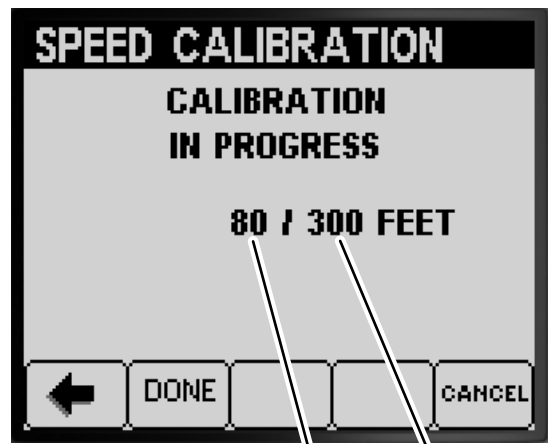 SPEED CALIBRATION
CALIBRATION
IN PROGRESS
80 / 300 FEET
DONE
CANCEL